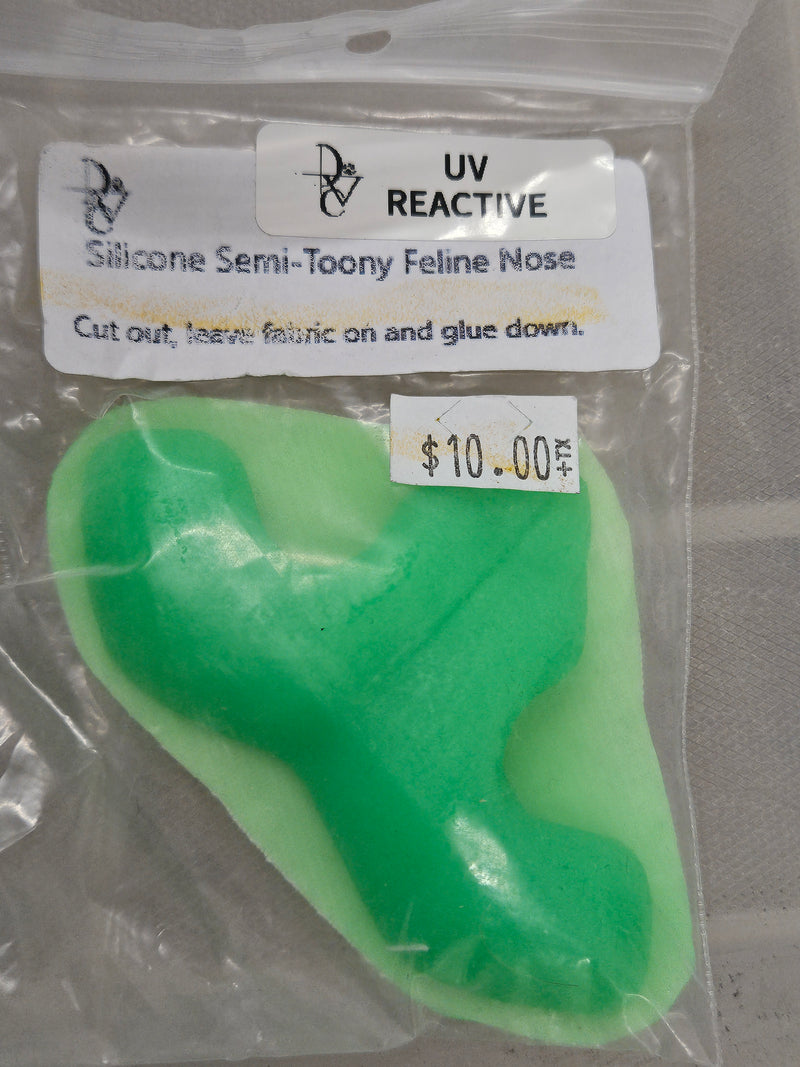 UV
REACTIVE
Silicone Semi-Toony Feline Nose
Cut out, leave fabric on and glue down.
$10.00+TX